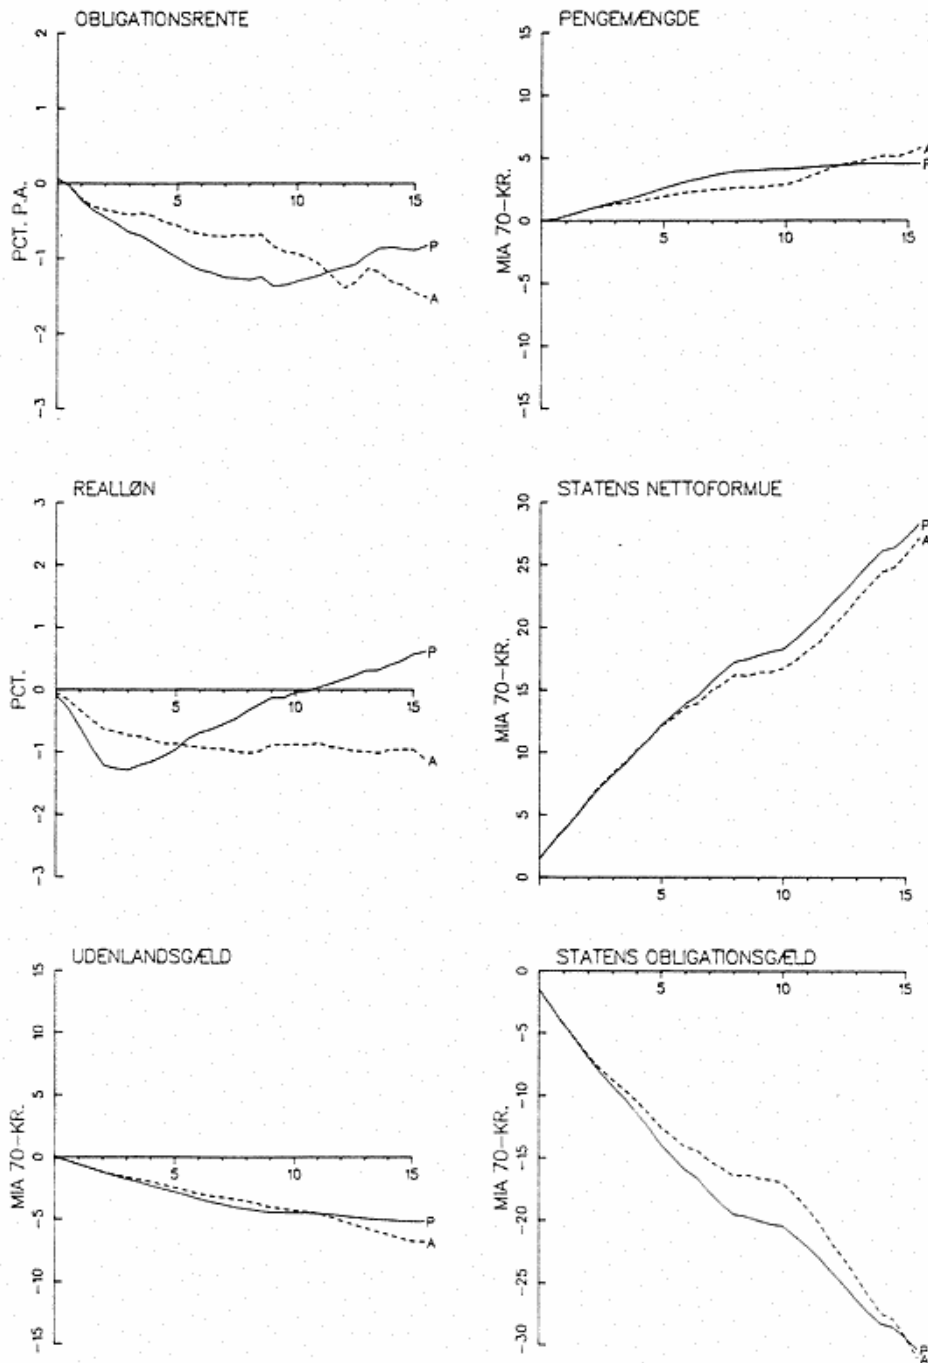 OBLIGATIONSRENTE
PCT. P.A.
2
1
0
-1
-2
-3
5
10
15
P
A
PENGEMÆNGDE
MIA 70-KR.
15
10
5
0
-5
-10
-15
5
10
15
A
P
REALLØN
PCT.
3
2
1
0
-1
-2
-3
5
10
15
P
A
STATENS NETTOFORMUE
MIA 70-KR.
30
25
20
15
10
5
0
5
10
15
P
A
UDENLANDSGÆLD
MIA 70-KR.
15
10
5
0
-5
-10
-15
5
10
15
P
A
STATENS OBLIGATIONSGÆLD
MIA 70-KR.
0
-5
-10
-15
-20
-25
-30
5
10
15
P
A